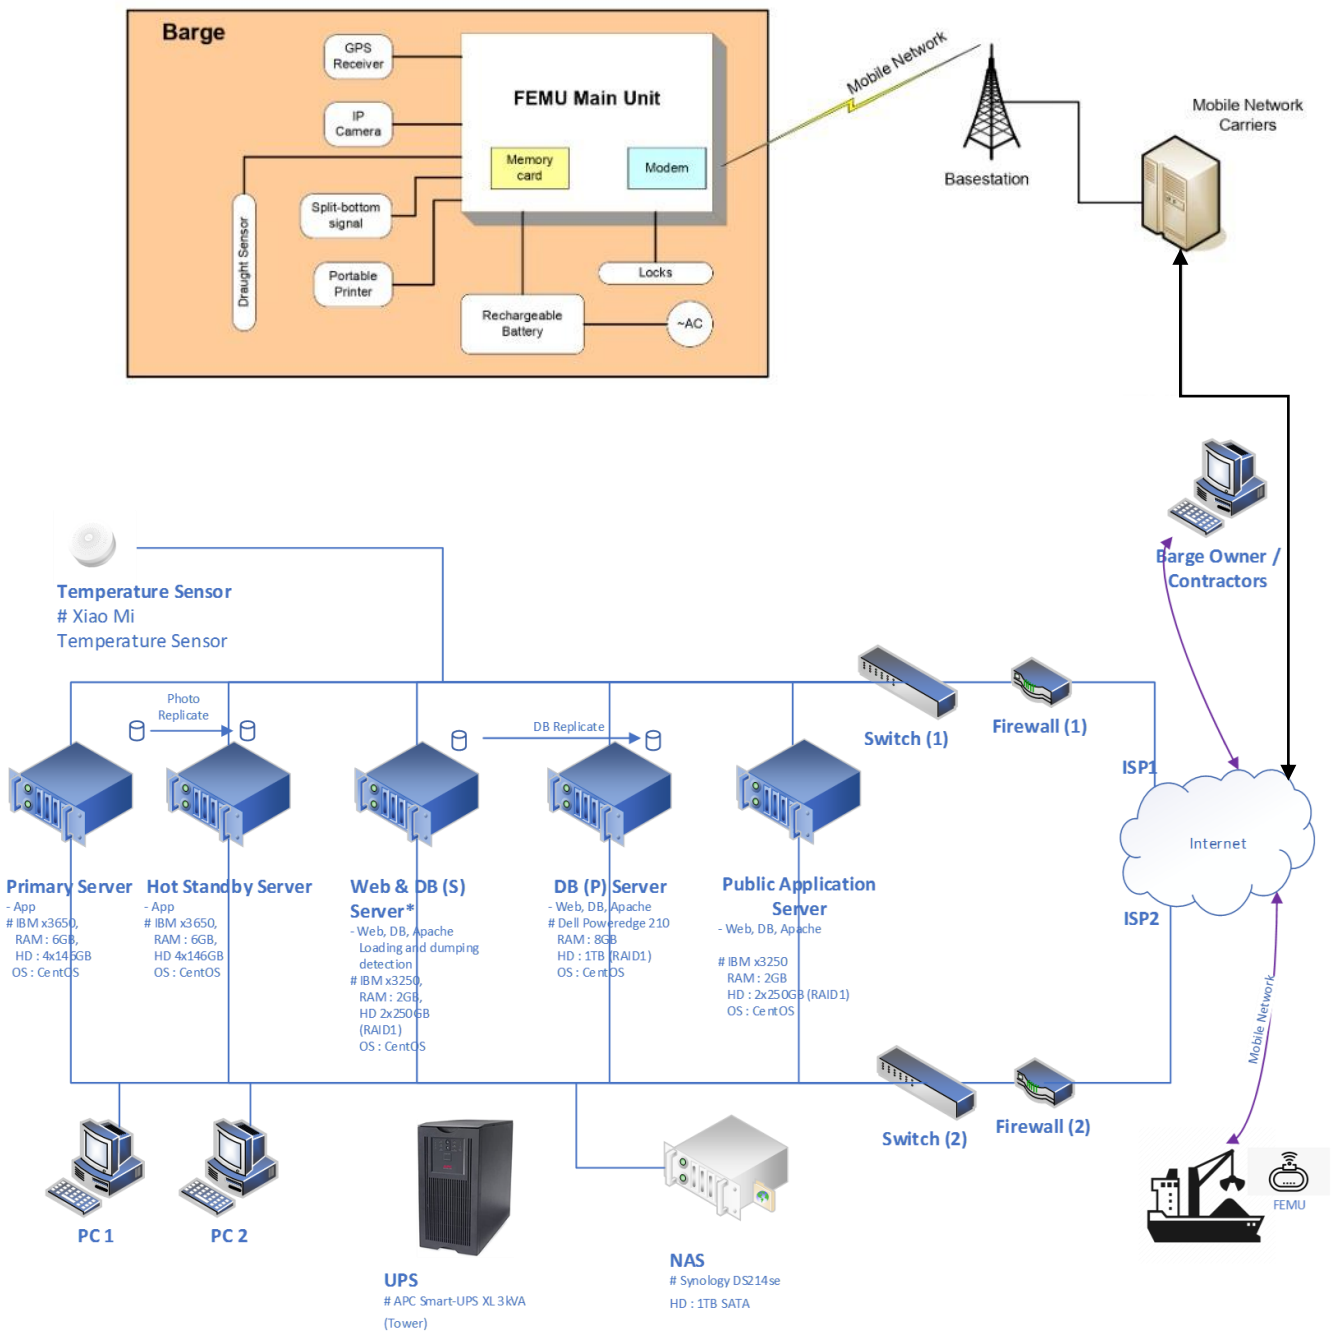 Barge
GPS
Receiver
IP
Camera
Draught Sensor
Split-bottom
signal
Portable
Printer
FEMU Main Unit
Memory
card
Modem
Locks
Rechargeable
Battery
~AC
Mobile Network
Basestation
Mobile Network
Carriers
Barge Owner /
Contractors
Temperature Sensor
# Xiao Mi
Temperature Sensor
Photo
Replicate
DB Replicate
Switch (1)
Firewall (1)
ISP1
Internet
ISP2
Primary Server
- App
# IBM x3650,
RAM : 6GB,
HD : 4x146GB
OS : CentOS
Hot Standby Server
- App
# IBM x3650,
RAM : 6GB,
HD 4x146GB
OS : CentOS
Web & DB (S)
Server*
- Web, DB, Apache
Loading and dumping
detection
# IBM x3250,
RAM : 2GB,
HD 2x250GB
(RAID1)
OS : CentOS
DB (P) Server
- Web, DB, Apache
# Dell Poweredge 210
RAM : 8GB
HD : 1TB (RAID1)
OS : CentOS
Public Application
Server
- Web, DB, Apache
# IBM x3250
RAM : 2GB
HD : 2x250GB (RAID1)
OS : CentOS
Mobile Network
Switch (2)
Firewall (2)
PC 1
PC 2
UPS
# APC Smart-UPS XL 3kVA
(Tower)
NAS
# Synology DS214se
HD : 1TB SATA
FEMU